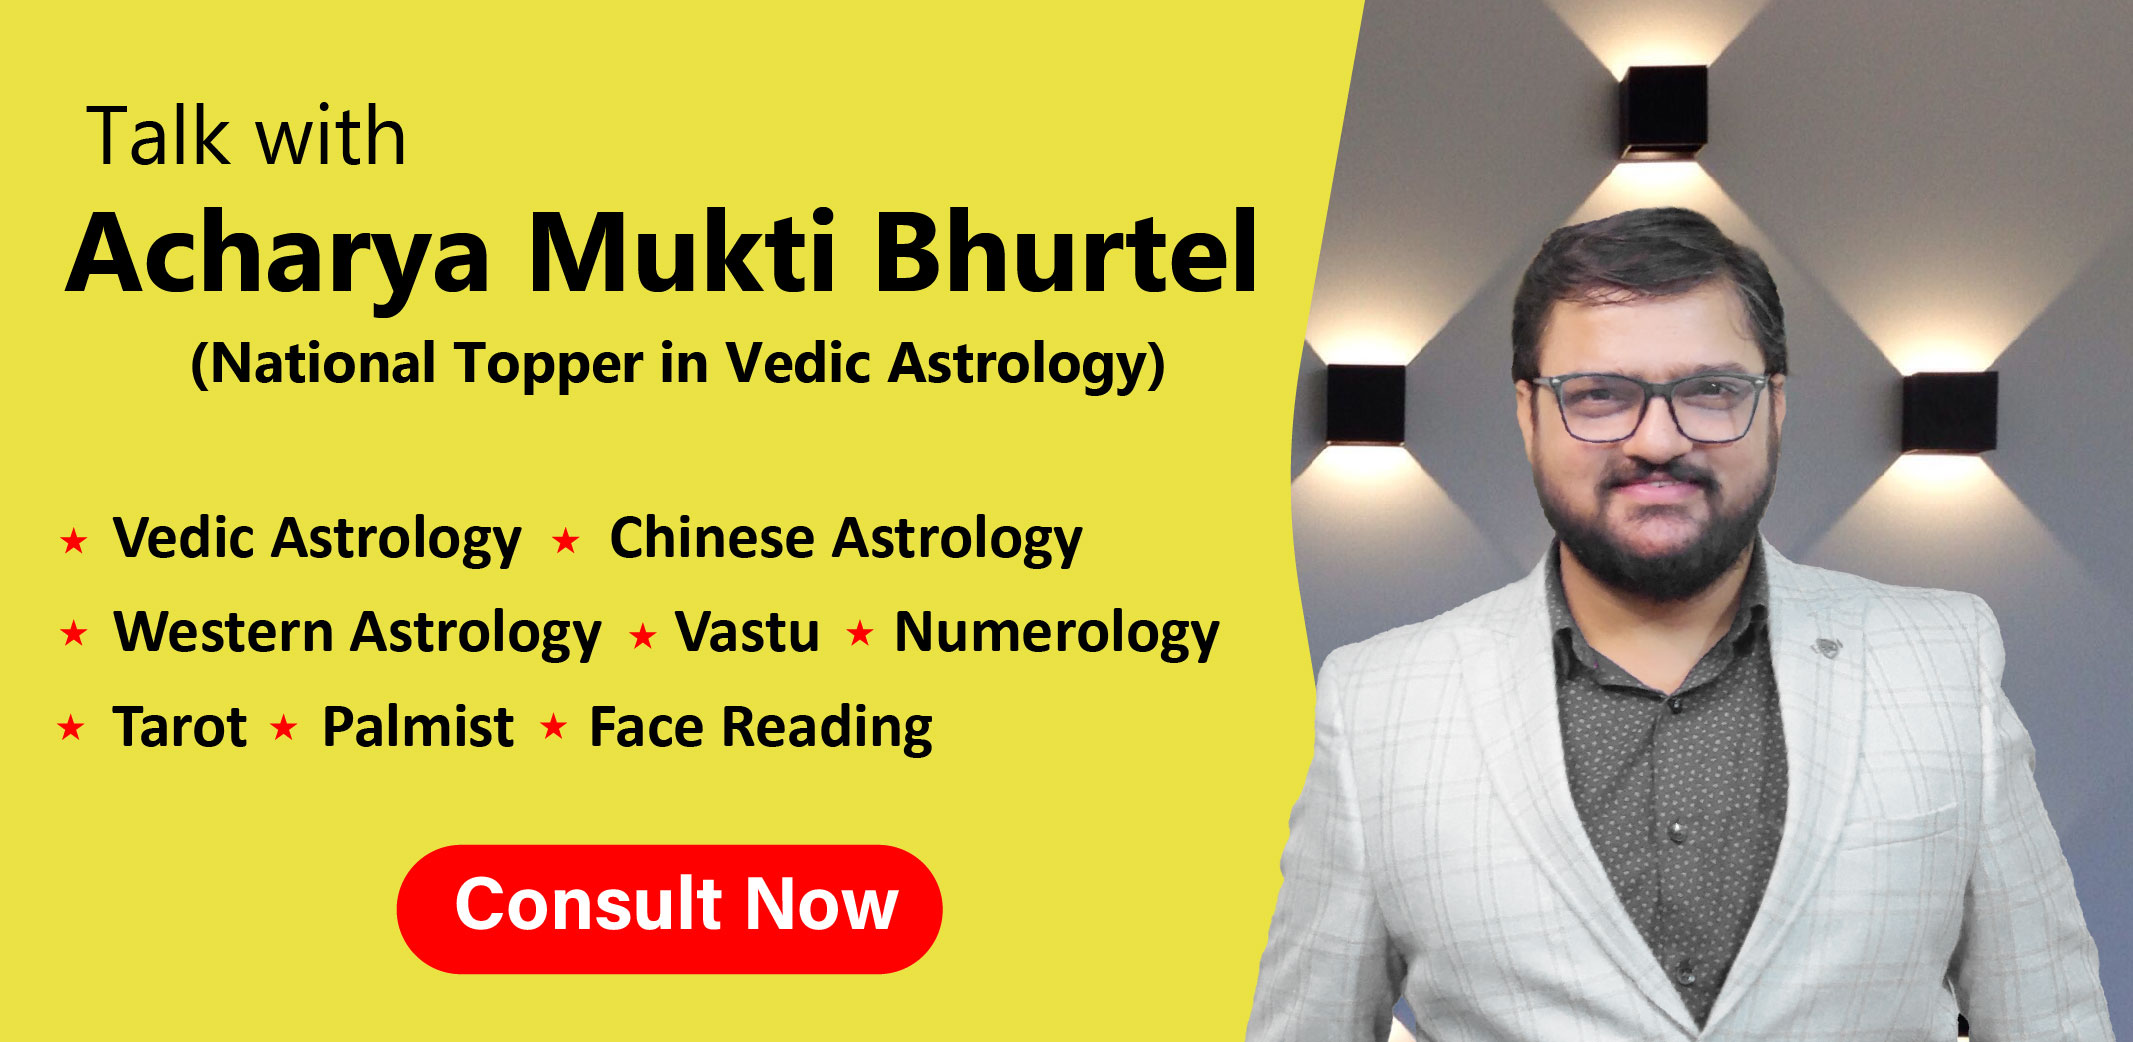 Talk with
Acharya Mukti Bhurtel
(National Topper in Vedic Astrology)
★ Vedic Astrology ★ Chinese Astrology
★ Western Astrology ★ Vastu ★ Numerology
★ Tarot ★ Palmist ★ Face Reading
Consult Now